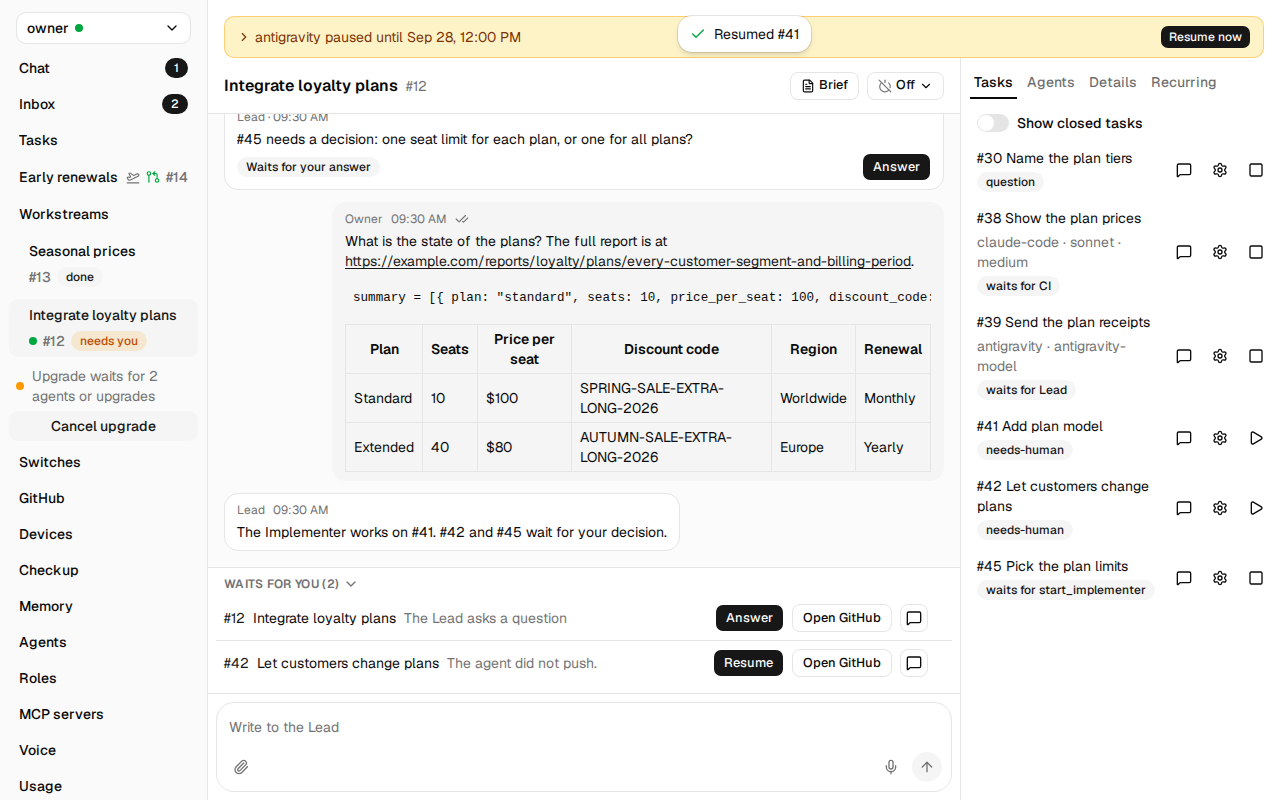 owner
Chat 1
Inbox 2
Tasks
Early renewals #14
Workstreams
Seasonal prices
#13 done
Integrate loyalty plans
#12 needs you
Upgrade waits for 2
agents or upgrades
Cancel upgrade
Switches
GitHub
Devices
Checkup
Memory
Agents
Roles
MCP servers
Voice
Usage
antigravity paused until Sep 28, 12:00 PM
Resumed #41
Resume now
Integrate loyalty plans #12
Brief
Off
Lead · 09:30 AM
#45 needs a decision: one seat limit for each plan, or one for all plans?
Waits for your answer
Answer
Owner 09:30 AM
What is the state of the plans? The full report is at
https://example.com/reports/loyalty/plans/every-customer-segment-and-billing-period.
summary = [{ plan: "standard", seats: 10, price_per_seat: 100, discount_code:
Plan Seats Price per seat Discount code Region Renewal
Standard 10 $100 SPRING-SALE-EXTRA-LONG-2026 Worldwide Monthly
Extended 40 $80 AUTUMN-SALE-EXTRA-LONG-2026 Europe Yearly
Lead 09:30 AM
The Implementer works on #41. #42 and #45 wait for your decision.
WAITS FOR YOU (2)
#12 Integrate loyalty plans The Lead asks a question Answer Open GitHub
#42 Let customers change plans The agent did not push. Resume Open GitHub
Write to the Lead
Tasks Agents Details Recurring
Show closed tasks
#30 Name the plan tiers
question
#38 Show the plan prices
claude-code · sonnet ·
medium
waits for CI
#39 Send the plan receipts
antigravity · antigravity-
model
waits for Lead
#41 Add plan model
needs-human
#42 Let customers change
plans
needs-human
#45 Pick the plan limits
waits for start_implementer